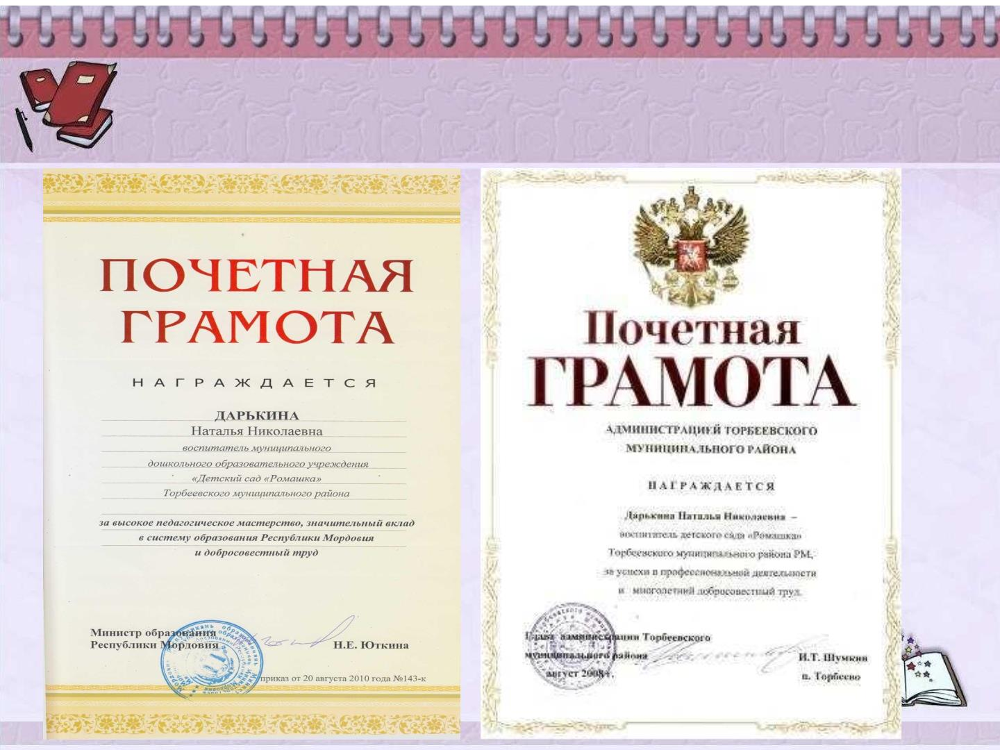 ПОЧЕТНАЯ
ГРАМОТА
НАГРАЖДАЕТСЯ
ДАРЬКИНА
Наталья Николаевна
воспитатель муниципального
дошкольного образовательного учреждения
«Детский сад «Ромашка»
Торбеевского муниципального района
за высокое педагогическое мастерство, значительный вклад
в систему образования Республики Мордовия
и добросовестный труд
Министр образования
Республики Мордовия
Н.Е. Юткина
приказ от 20 августа 2010 года №143-к
Почетная
ГРАМОТА
АДМИНИСТРАЦИЕЙ ТОРБЕЕВСКОГО
МУНИЦИПАЛЬНОГО РАЙОНА
НАГРАЖДАЕТСЯ
Дарькина Наталья Николаевна –
воспитатель детского сада «Ромашка»
Торбеевского муниципального района РМ,
за успехи в профессиональной деятельности
и многолетний добросовестный труд.
Глава администрации Торбеевского
муниципального района
И.Т. Шумкин
август 2008 г.
п. Торбеево